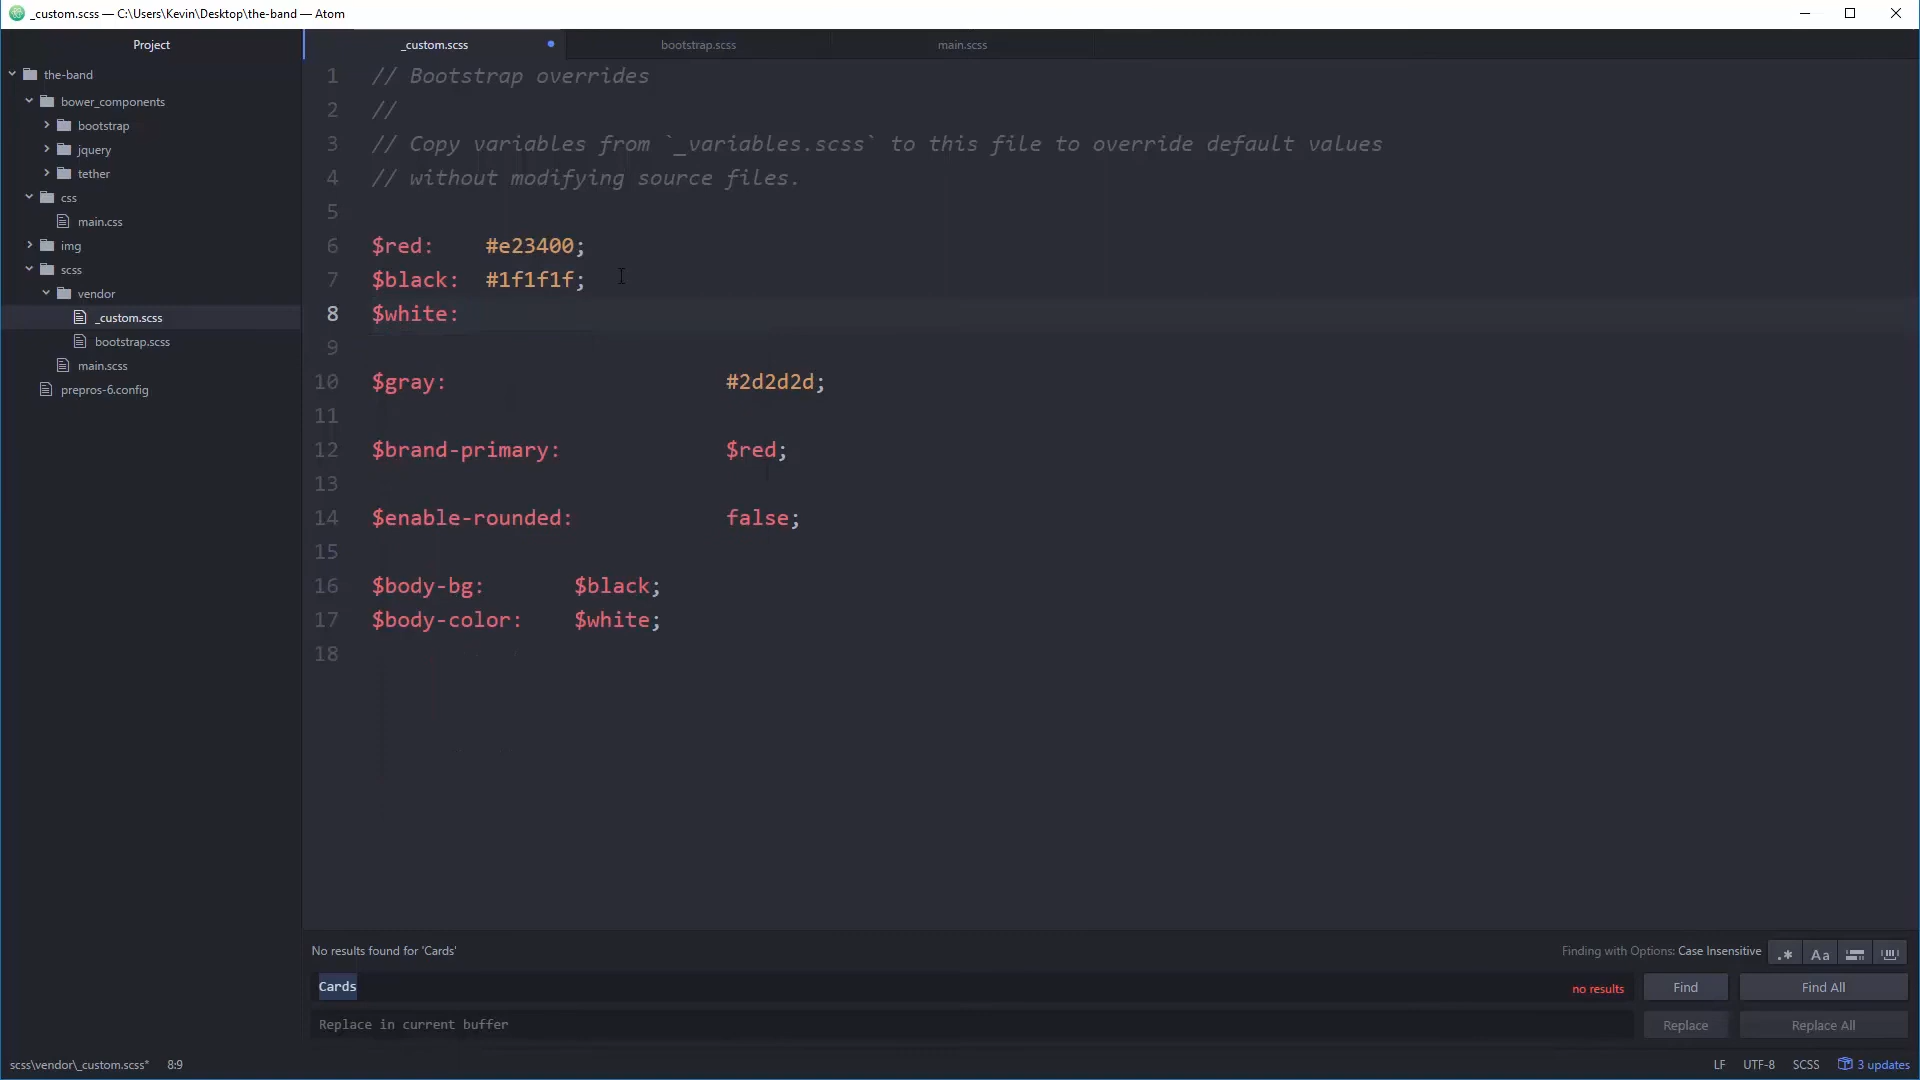 _custom.scss — C:\Users\Kevin\Desktop\the-band — Atom
Project
the-band
bower_components
bootstrap
jquery
tether
css
main.css
img
scss
vendor
_custom.scss
bootstrap.scss
main.scss
prepros-6.config
_custom.scss
bootstrap.scss
main.scss
1 // Bootstrap overrides
2 //
3 // Copy variables from `_variables.scss` to this file to override default values
4 // without modifying source files.
5
6 $red: #e23400;
7 $black: #1f1f1f;
8 $white:
9
10 $gray: #2d2d2d;
11
12 $brand-primary: $red;
13
14 $enable-rounded: false;
15
16 $body-bg: $black;
17 $body-color: $white;
18
No results found for 'Cards'
Finding with Options: Case Insensitive
.* Aa
Cards
no results
Find
Find All
Replace in current buffer
Replace
Replace All
scss\vendor\_custom.scss* 8:9
LF UTF-8 SCSS 3 updates